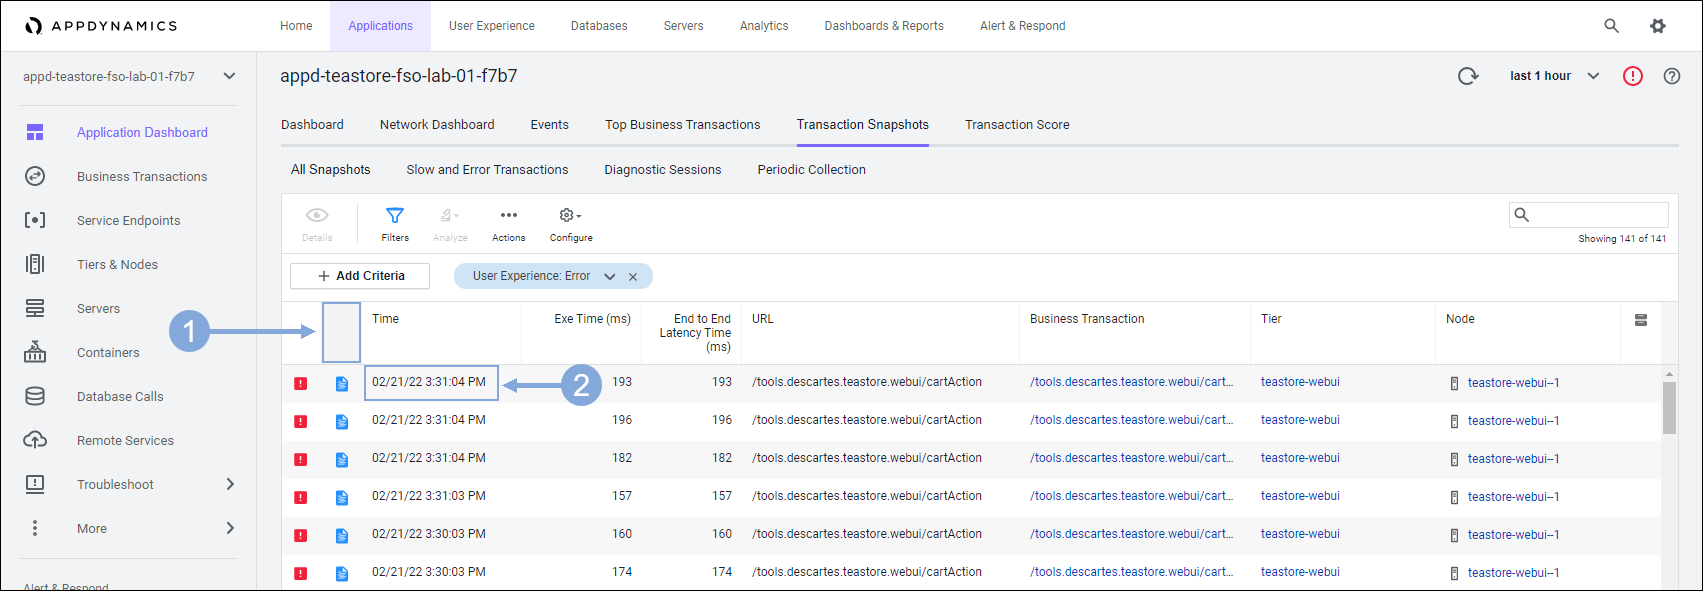 APPDYNAMICS
Home
Applications
User Experience
Databases
Servers
Analytics
Dashboards & Reports
Alert & Respond
appd-teastore-fso-lab-01-f7b7
Application Dashboard
Business Transactions
Service Endpoints
Tiers & Nodes
Servers
Containers
Database Calls
Remote Services
Troubleshoot
More
Alert & Respond
appd-teastore-fso-lab-01-f7b7
last 1 hour
Dashboard
Network Dashboard
Events
Top Business Transactions
Transaction Snapshots
Transaction Score
All Snapshots
Slow and Error Transactions
Diagnostic Sessions
Periodic Collection
Details
Filters
Analyze
Actions
Configure
Showing 141 of 141
+ Add Criteria
User Experience: Error
1
2
Time
Exe Time (ms)
End to End
Latency Time
(ms)
URL
Business Transaction
Tier
Node
02/21/22 3:31:04 PM 193 193 /tools.descartes.teastore.webui/cartAction /tools.descartes.teastore.webui/cart... teastore-webui teastore-webui--1
02/21/22 3:31:04 PM 196 196 /tools.descartes.teastore.webui/cartAction /tools.descartes.teastore.webui/cart... teastore-webui teastore-webui--1
02/21/22 3:31:04 PM 182 182 /tools.descartes.teastore.webui/cartAction /tools.descartes.teastore.webui/cart... teastore-webui teastore-webui--1
02/21/22 3:31:03 PM 157 157 /tools.descartes.teastore.webui/cartAction /tools.descartes.teastore.webui/cart... teastore-webui teastore-webui--1
02/21/22 3:30:03 PM 160 160 /tools.descartes.teastore.webui/cartAction /tools.descartes.teastore.webui/cart... teastore-webui teastore-webui--1
02/21/22 3:30:03 PM 174 174 /tools.descartes.teastore.webui/cartAction /tools.descartes.teastore.webui/cart... teastore-webui teastore-webui--1